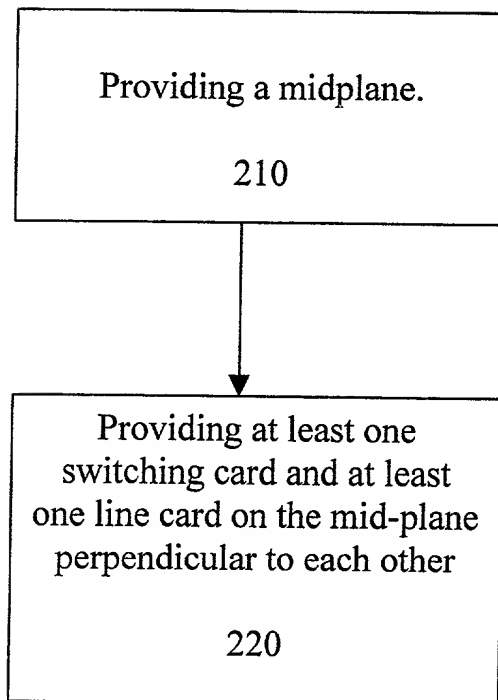 Providing a midplane.
210
Providing at least one
switching card and at least
one line card on the mid-plane
perpendicular to each other
220